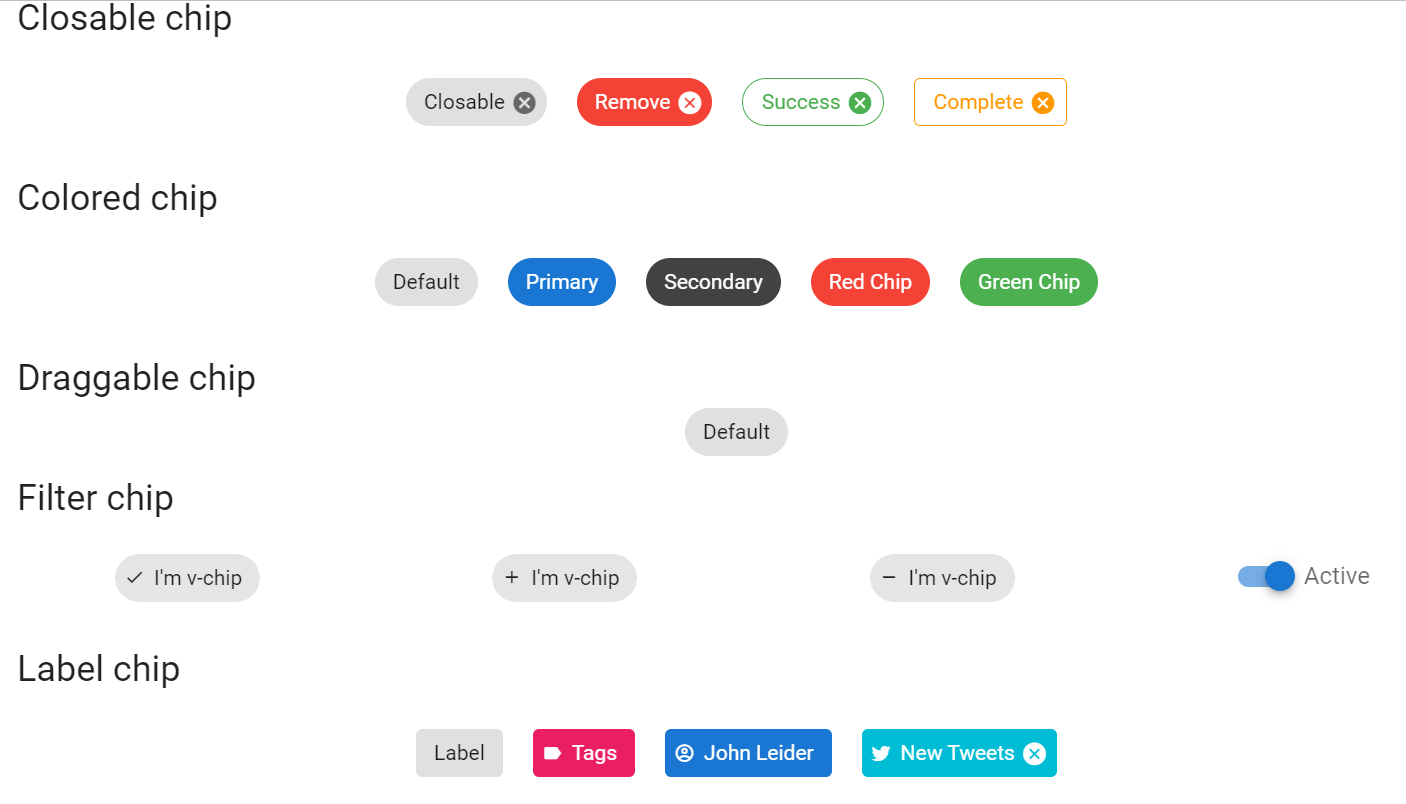 Closable chip
Closable Remove Success Complete
Colored chip
Default Primary Secondary Red Chip Green Chip
Draggable chip
Default
Filter chip
I'm v-chip I'm v-chip I'm v-chip Active
Label chip
Label Tags John Leider New Tweets